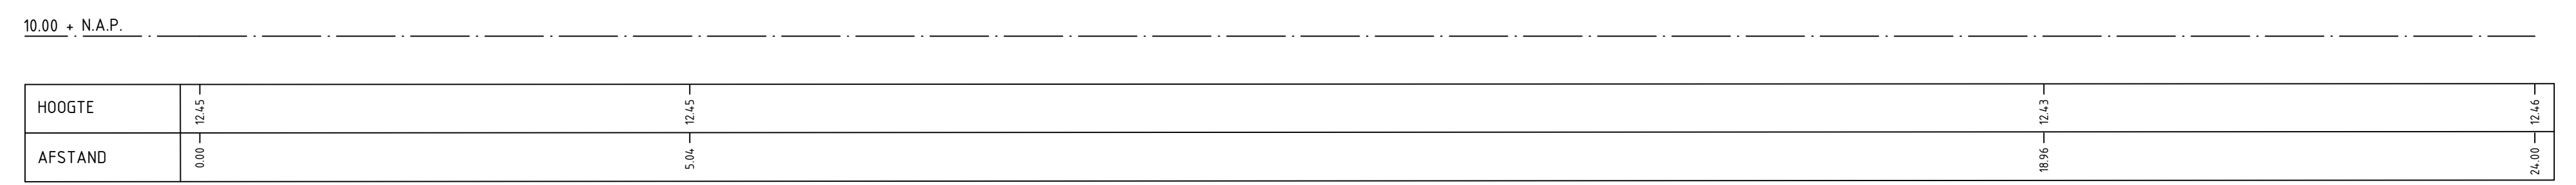 10.00 + N.A.P.
HOOGTE 12.45 12.45 12.43 12.46
AFSTAND 0.00 5.04 18.96 24.00